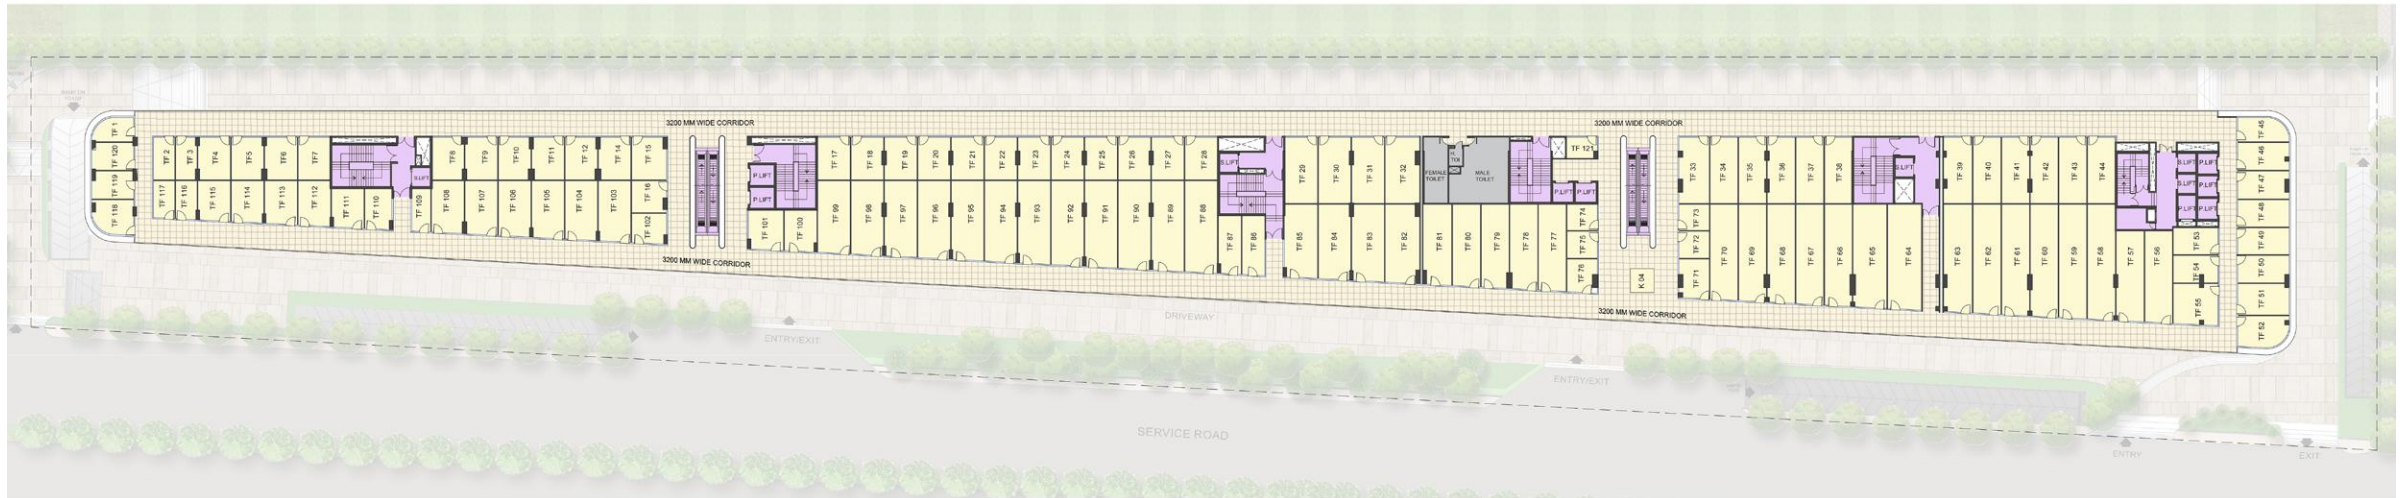 3200 MM WIDE CORRIDOR
3200 MM WIDE CORRIDOR
TF 1
TF 120
TF 119
TF 118
TF 2
TF 3
TF4
TF5
TF6
TF7
TF8
TF9
TF10
TF11
TF 12
TF 14
TF 15
TF 16
TF 17
TF 18
TF 19
TF 20
TF 21
TF 22
TF 23
TF 24
TF 25
TF 26
TF 27
TF 28
TF 29
TF 30
TF 31
TF 32
FEMALE TOILET
MALE TOILET
TF 121
TF 33
TF 34
TF 35
TF 36
TF 37
TF 38
TF 39
TF 40
TF 41
TF 42
TF 43
TF 44
TF 45
TF 46
TF 47
TF 48
TF 49
TF 50
TF 51
TF 52
S.LIFT
P.LIFT
P.LIFT
S.LIFT
P.LIFT
P.LIFT
S.LIFT
S.LIFT
P.LIFT
S.LIFT
P.LIFT
P.LIFT
P.LIFT
TF 117
TF 116
TF 115
TF 114
TF 113
TF 112
TF 111
TF 110
TF 109
TF 108
TF 107
TF 106
TF 105
TF 104
TF 103
TF 102
TF 101
TF 100
TF 99
TF 98
TF 97
TF 96
TF 95
TF 94
TF 93
TF 92
TF 91
TF 90
TF 89
TF 88
TF 87
TF 86
TF 85
TF 84
TF 83
TF 82
TF 81
TF 80
TF 79
TF 78
TF 77
TF 74
TF 75
TF 76
K 04
TF 73
TF 72
TF 71
TF 70
TF 69
TF 68
TF 67
TF 66
TF 65
TF 64
TF 63
TF 62
TF 61
TF 60
TF 59
TF 58
TF 57
TF 56
TF 53
TF 54
TF 55
3200 MM WIDE CORRIDOR
3200 MM WIDE CORRIDOR
DRIVEWAY
ENTRY/EXIT
ENTRY/EXIT
SERVICE ROAD
ENTRY
EXIT